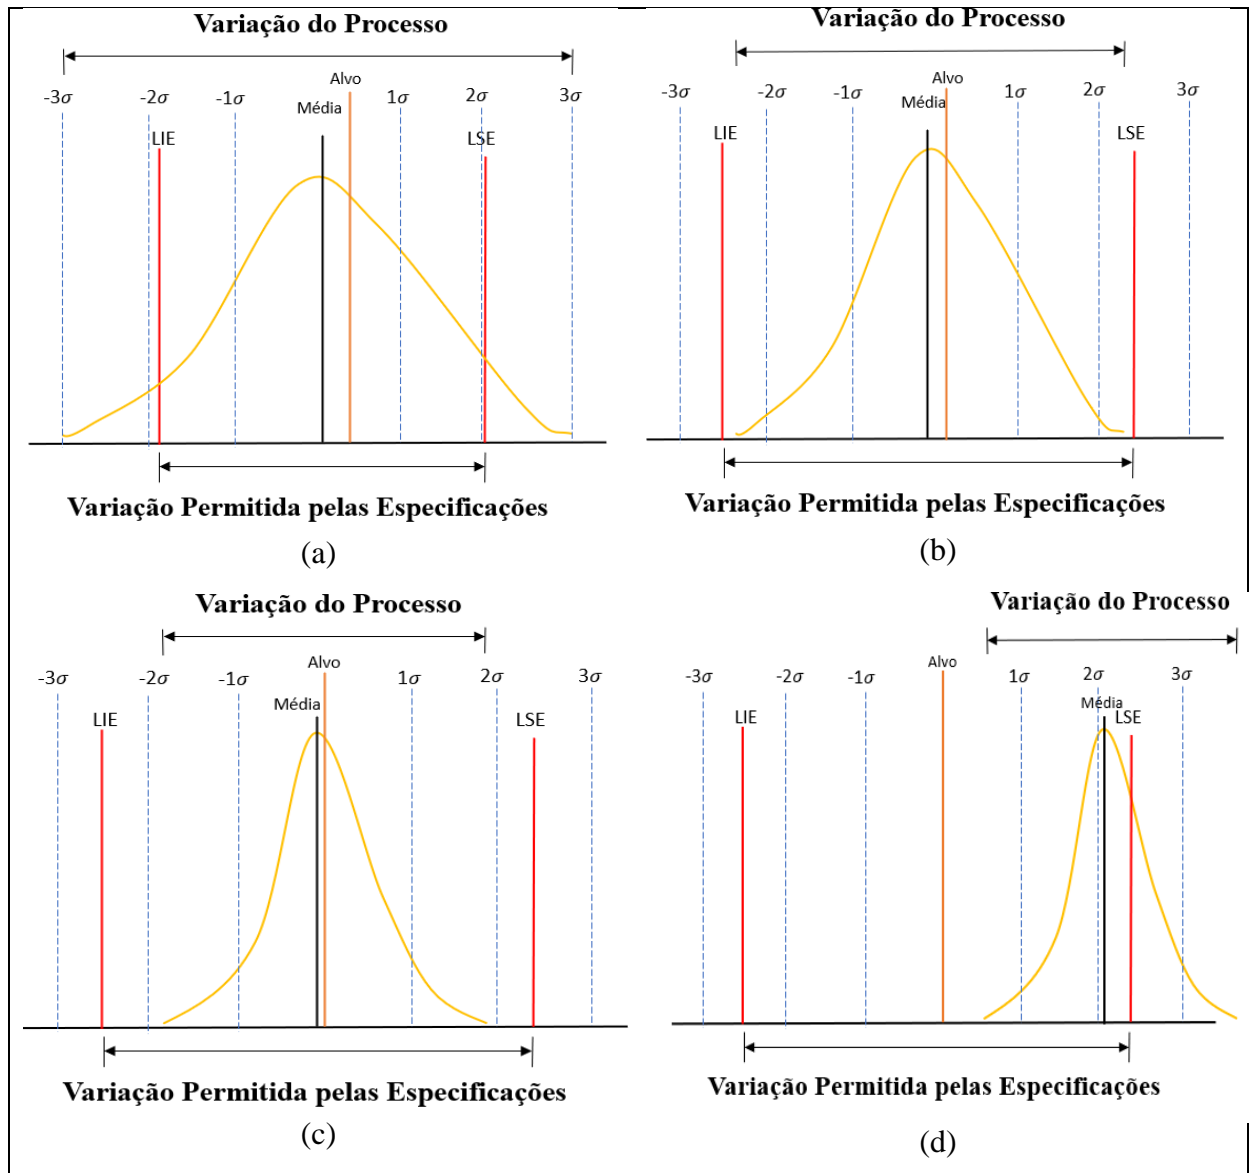 Variação do Processo
Alvo
-3σ -2σ -1σ 1σ 2σ 3σ
Média
LIE LSE
Variação Permitida pelas Especificações
(a)
Variação do Processo
Alvo
-3σ -2σ -1σ 1σ 2σ 3σ
Média
LIE LSE
Variação Permitida pelas Especificações
(b)
Variação do Processo
Alvo
-3σ -2σ -1σ 1σ 2σ 3σ
Média
LIE LSE
Variação Permitida pelas Especificações
(c)
Variação do Processo
Alvo
-3σ -2σ -1σ 1σ 2σ 3σ
Média
LIE LSE
Variação Permitida pelas Especificações
(d)